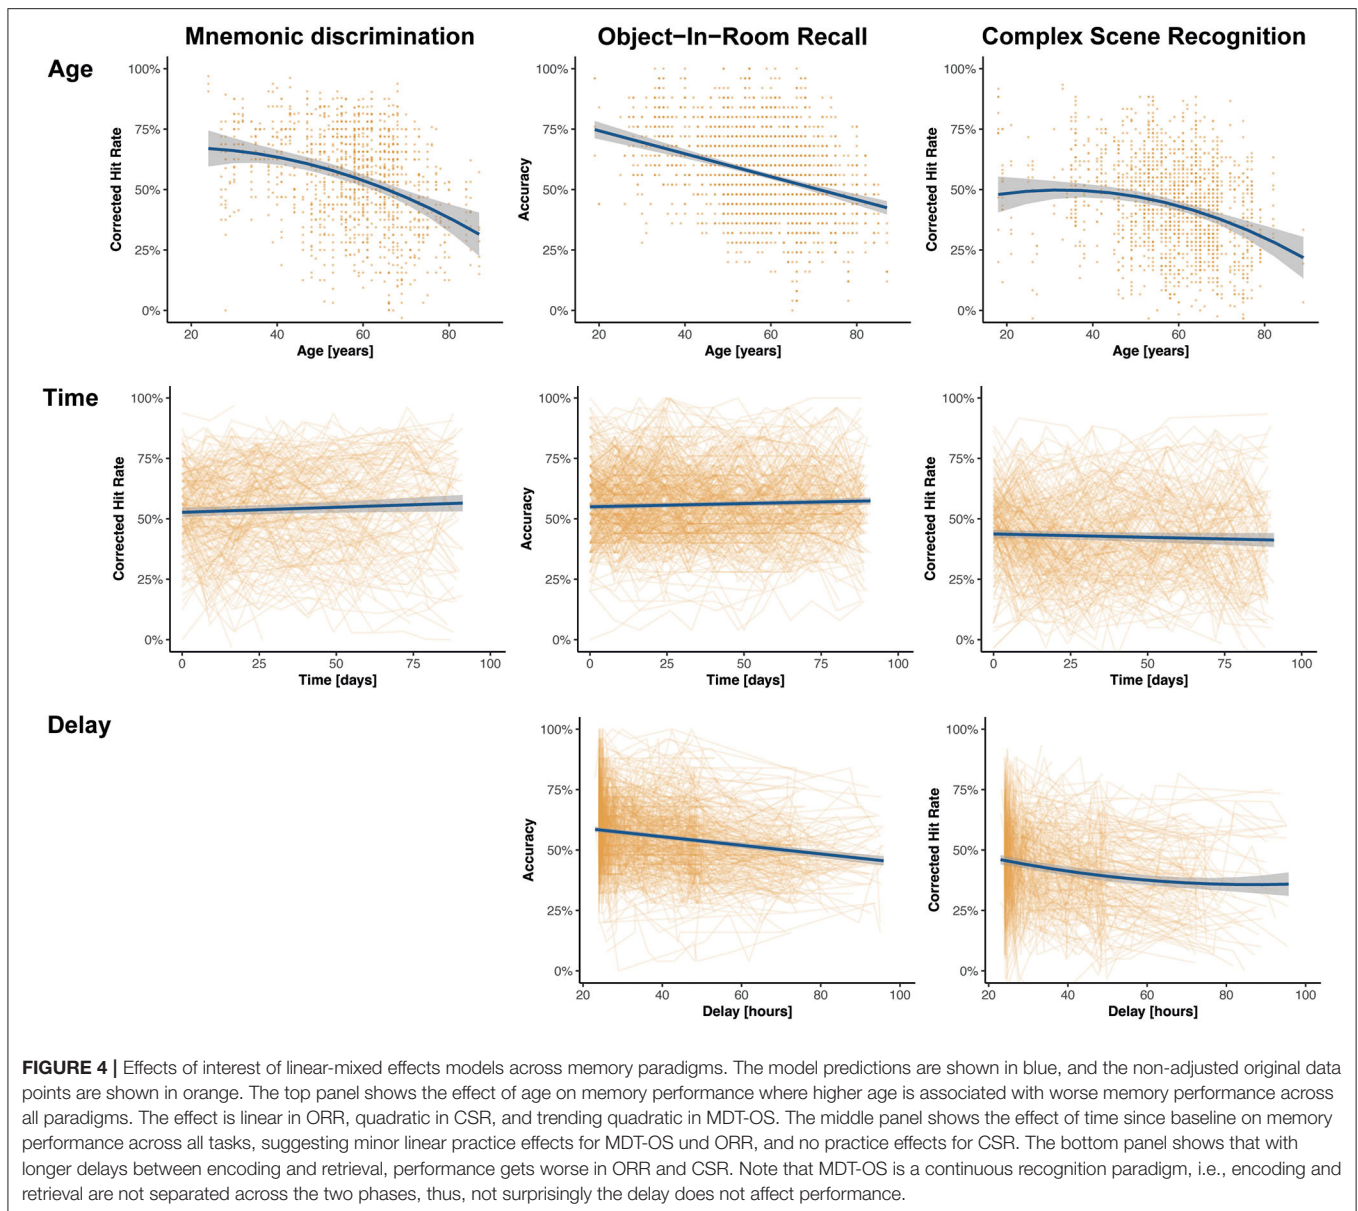 Mnemonic discrimination
Object−In−Room Recall
Complex Scene Recognition
Age
Corrected Hit Rate
100%
75%
50%
25%
0%
20
40
60
80
Age [years]
Accuracy
100%
75%
50%
25%
0%
20
40
60
80
Age [years]
Corrected Hit Rate
100%
75%
50%
25%
0%
20
40
60
80
Age [years]
Time
Corrected Hit Rate
100%
75%
50%
25%
0%
0
25
50
75
100
Time [days]
Accuracy
100%
75%
50%
25%
0%
0
25
50
75
100
Time [days]
Corrected Hit Rate
100%
75%
50%
25%
0%
0
25
50
75
100
Time [days]
Delay
Accuracy
100%
75%
50%
25%
0%
20
40
60
80
100
Delay [hours]
Corrected Hit Rate
100%
75%
50%
25%
0%
20
40
60
80
100
Delay [hours]
FIGURE 4 | Effects of interest of linear-mixed effects models across memory paradigms. The model predictions are shown in blue, and the non-adjusted original data
points are shown in orange. The top panel shows the effect of age on memory performance where higher age is associated with worse memory performance across
all paradigms. The effect is linear in ORR, quadratic in CSR, and trending quadratic in MDT-OS. The middle panel shows the effect of time since baseline on memory
performance across all tasks, suggesting minor linear practice effects for MDT-OS und ORR, and no practice effects for CSR. The bottom panel shows that with
longer delays between encoding and retrieval, performance gets worse in ORR and CSR. Note that MDT-OS is a continuous recognition paradigm, i.e., encoding and
retrieval are not separated across the two phases, thus, not surprisingly the delay does not affect performance.